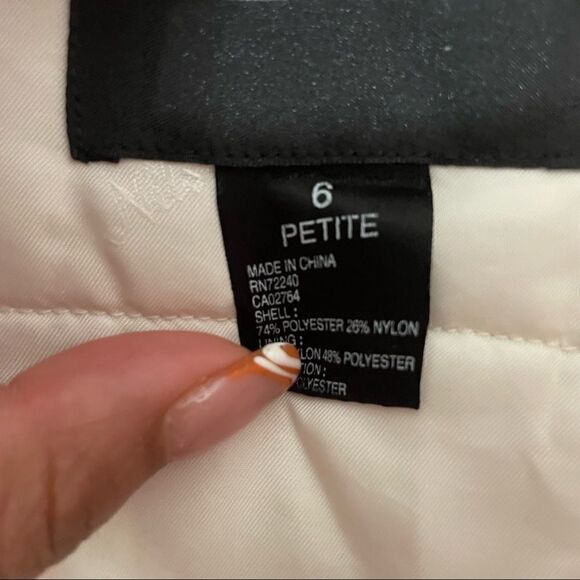 6
PETITE
MADE IN CHINA
RN72240
CA02764
SHELL :
74% POLYESTER 26% NYLON
LINING :
48% POLYESTER